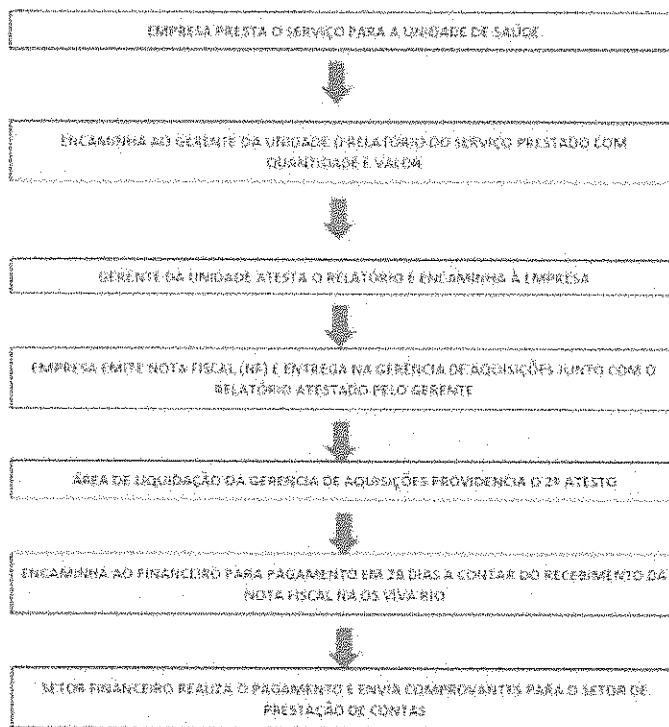 EMPRESA PRESTA O SERVIÇO PARA A UNIDADE DE SAÚDE.
ENCAMINHA AO GERENTE DA UNIDADE O RELATÓRIO DO SERVIÇO PRESTADO COM
QUANTIDADE E VALOR
GERENTE DA UNIDADE ATESTA O RELATÓRIO E ENCAMINHA À EMPRESA
EMPRESA EMITE NOTA FISCAL (NF) E ENTREGA NA GERÊNCIA DE AQUISIÇÕES JUNTO COM O
RELATÓRIO ATESTADO PELO GERENTE
ÁREA DE LIQUIDAÇÃO DA GERENCIA DE AQUISIÇÕES PROVIDENCIA O 2º ATESTO
ENCAMINHA AO FINANCEIRO PARA PAGAMENTO EM 28 DIAS A CONTAR DO RECEBIMENTO DA
NOTA FISCAL NA OS VIVA RIO
SETOR FINANCEIRO REALIZA O PAGAMENTO E ENVIA COMPROVANTES PARA O SETOR DE
PRESTAÇÃO DE CONTAS